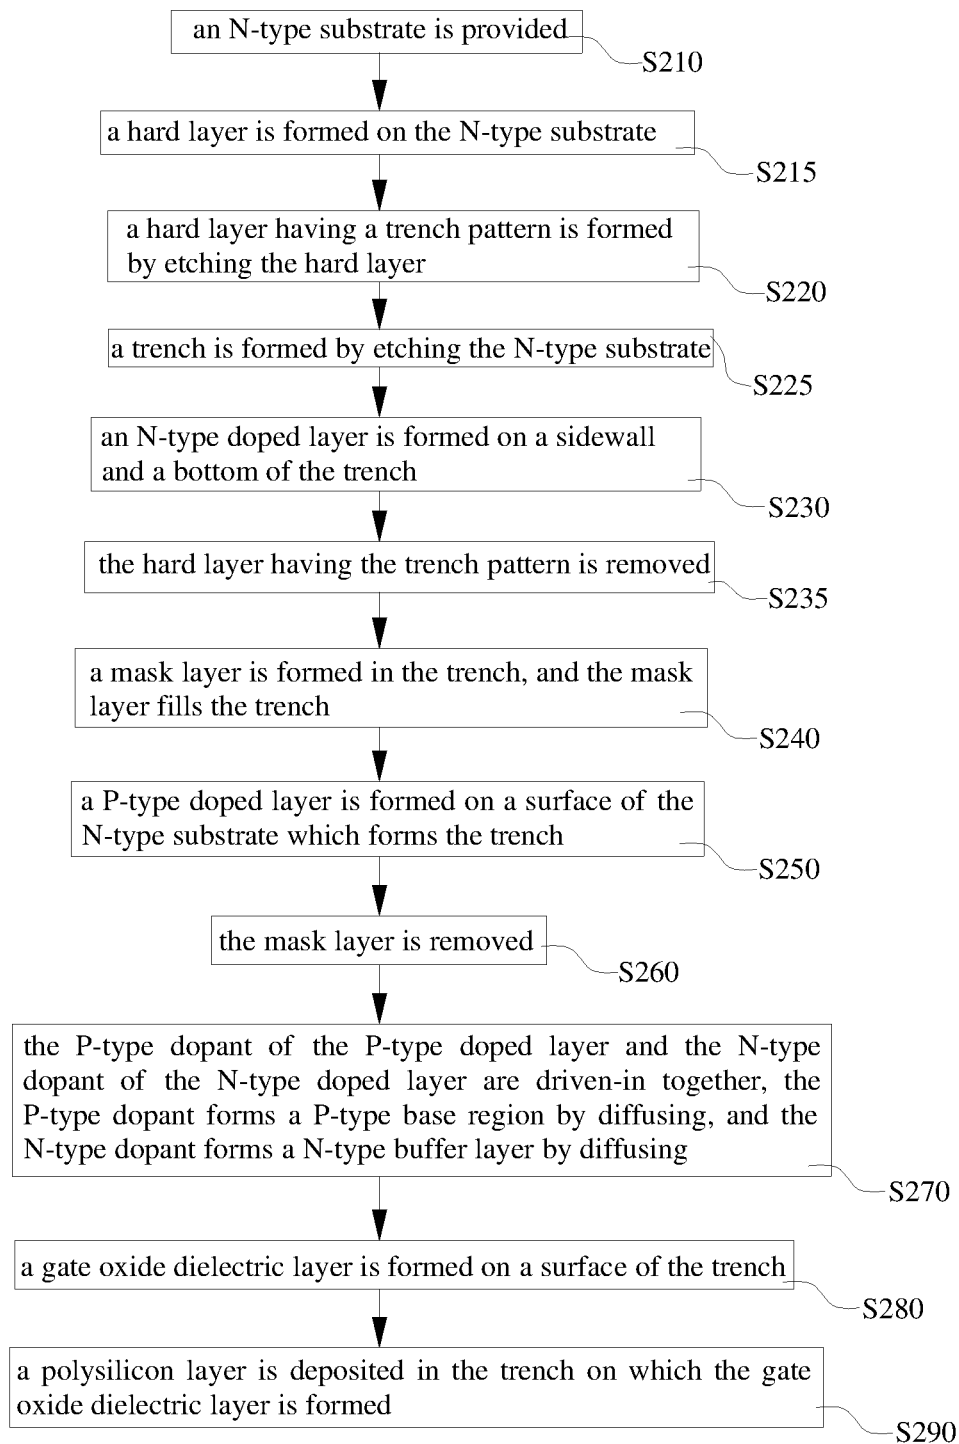 an N-type substrate is provided
S210
a hard layer is formed on the N-type substrate
S215
a hard layer having a trench pattern is formed
by etching the hard layer
S220
a trench is formed by etching the N-type substrate
S225
an N-type doped layer is formed on a sidewall
and a bottom of the trench
S230
the hard layer having the trench pattern is removed
S235
a mask layer is formed in the trench, and the mask
layer fills the trench
S240
a P-type doped layer is formed on a surface of the
N-type substrate which forms the trench
S250
the mask layer is removed
S260
the P-type dopant of the P-type doped layer and the N-type
dopant of the N-type doped layer are driven-in together, the
P-type dopant forms a P-type base region by diffusing, and the
N-type dopant forms a N-type buffer layer by diffusing
S270
a gate oxide dielectric layer is formed on a surface of the trench
S280
a polysilicon layer is deposited in the trench on which the gate
oxide dielectric layer is formed
S290